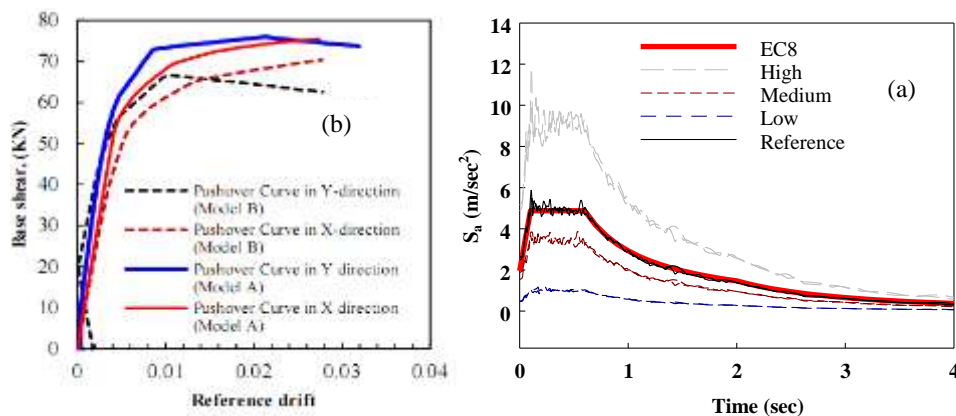 80
70
60
50
40
30
20
10
0
Base shear, (KN)
(b)
Pushover Curve in Y-direction
(Model B)
Pushover Curve in X-direction
(Model B)
Pushover Curve in Y direction
(Model A)
Pushover Curve in X direction
(Model A)
0 0.01 0.02 0.03 0.04
Reference drift
14
12
10
8
6
4
2
0
Sa (m/sec²)
EC8
High
Medium
Low
Reference
(a)
0 1 2 3 4
Time (sec)